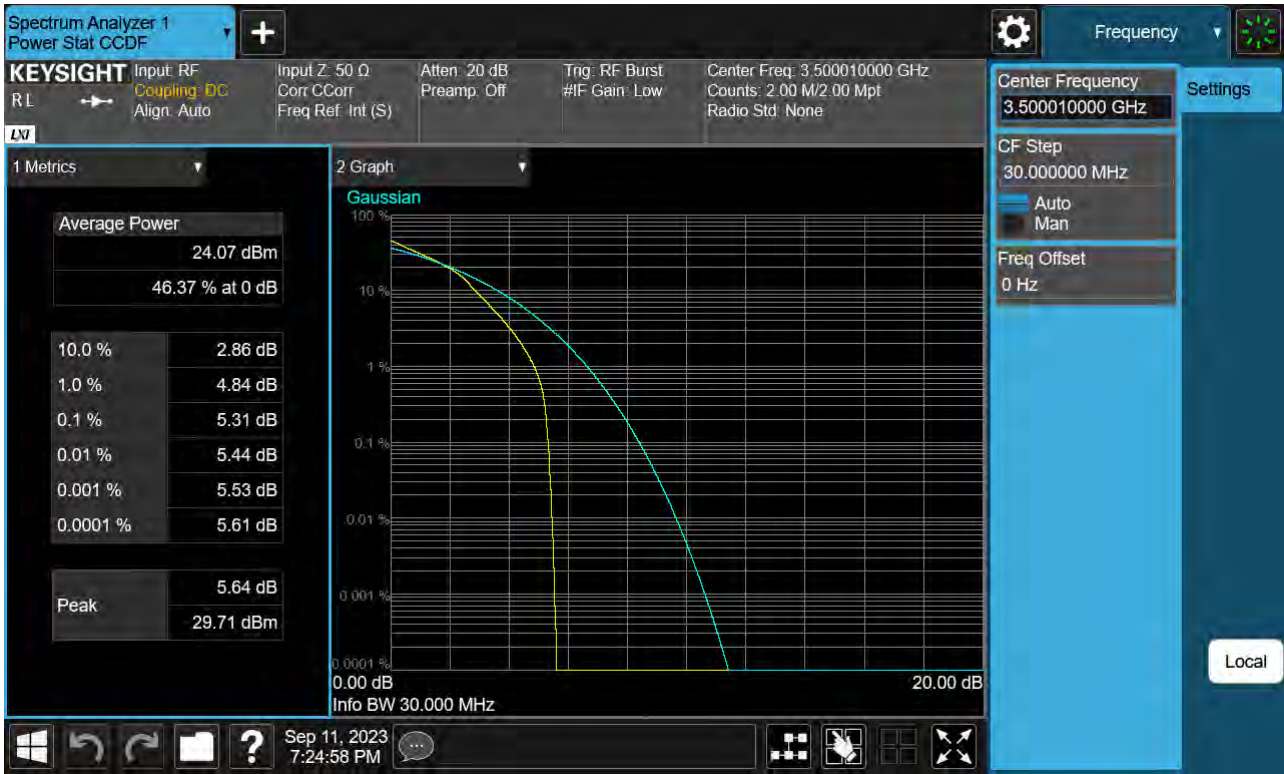 Spectrum Analyzer 1
Power Stat CCDF
+
Frequency
KEYSIGHT
RL
LXI
Input: RF
Coupling: DC
Align: Auto
Input Z: 50 Ω
Corr CCorr
Freq Ref: Int (S)
Atten: 20 dB
Preamp: Off
Trig: RF Burst
#IF Gain: Low
Center Freq: 3.500010000 GHz
Counts: 2.00 M/2.00 Mpt
Radio Std: None
Center Frequency
3.500010000 GHz
Settings
CF Step
30.000000 MHz
Auto
Man
Freq Offset
0 Hz
Local
1 Metrics
Average Power
24.07 dBm
46.37 % at 0 dB
10.0 % 2.86 dB
1.0 % 4.84 dB
0.1 % 5.31 dB
0.01 % 5.44 dB
0.001 % 5.53 dB
0.0001 % 5.61 dB
Peak
5.64 dB
29.71 dBm
2 Graph
Gaussian
100 %
10 %
1 %
0.1 %
0.01 %
0.001 %
0.0001 %
0.00 dB
20.00 dB
Info BW 30.000 MHz
?
Sep 11, 2023
7:24:58 PM